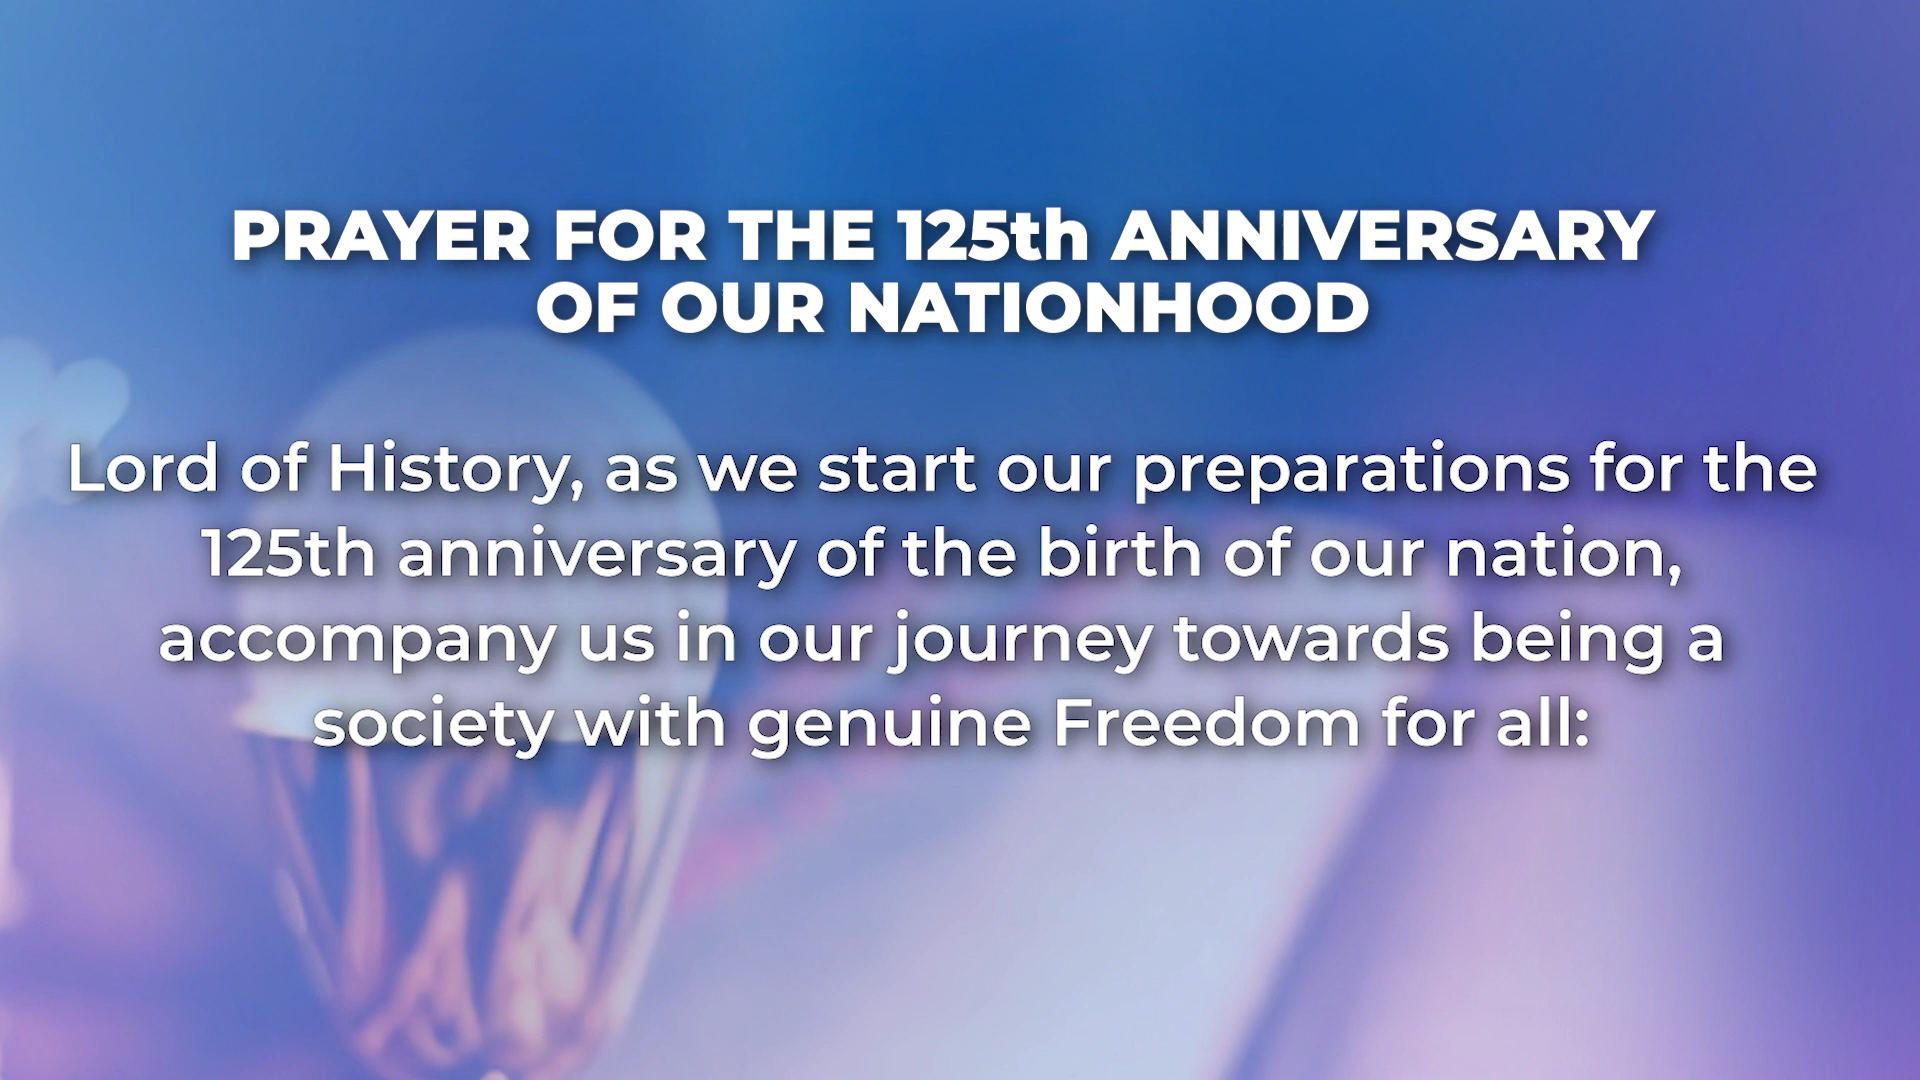 PRAYER FOR THE 125th ANNIVERSARY
OF OUR NATIONHOOD
Lord of History, as we start our preparations for the
125th anniversary of the birth of our nation,
accompany us in our journey towards being a
society with genuine Freedom for all: